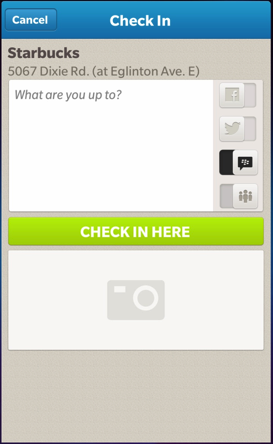 Cancel
Check In
Starbucks
5067 Dixie Rd. (at Eglinton Ave. E)
What are you up to?
CHECK IN HERE